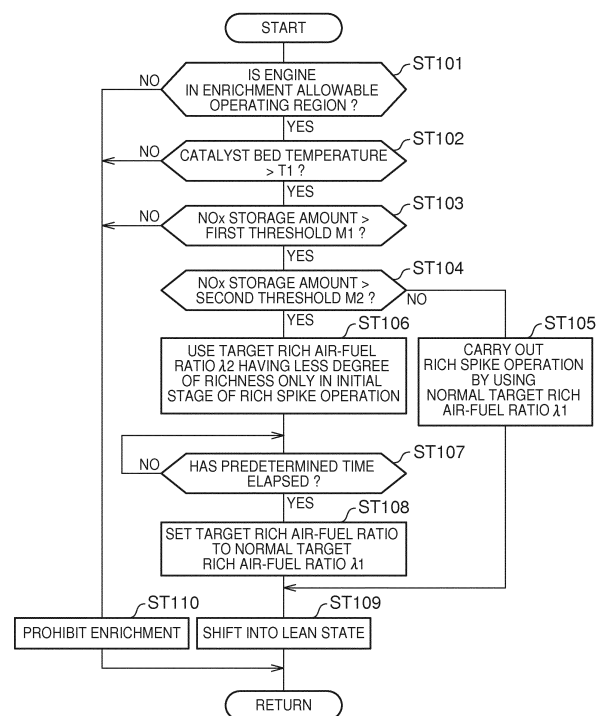 START
ST101
IS ENGINE
IN ENRICHMENT ALLOWABLE
OPERATING REGION ?
NO
YES
ST102
CATALYST BED TEMPERATURE
> T1 ?
NO
YES
ST103
NOx STORAGE AMOUNT >
FIRST THRESHOLD M1 ?
NO
YES
ST104
NOx STORAGE AMOUNT >
SECOND THRESHOLD M2 ?
NO
YES
ST106
USE TARGET RICH AIR-FUEL
RATIO λ2 HAVING LESS DEGREE
OF RICHNESS ONLY IN INITIAL
STAGE OF RICH SPIKE OPERATION
ST105
CARRY OUT
RICH SPIKE OPERATION
BY USING
NORMAL TARGET RICH
AIR-FUEL RATIO λ1
ST107
HAS PREDETERMINED TIME
ELAPSED ?
NO
YES
ST108
SET TARGET RICH AIR-FUEL RATIO
TO NORMAL TARGET
RICH AIR-FUEL RATIO λ1
ST110
PROHIBIT ENRICHMENT
ST109
SHIFT INTO LEAN STATE
RETURN